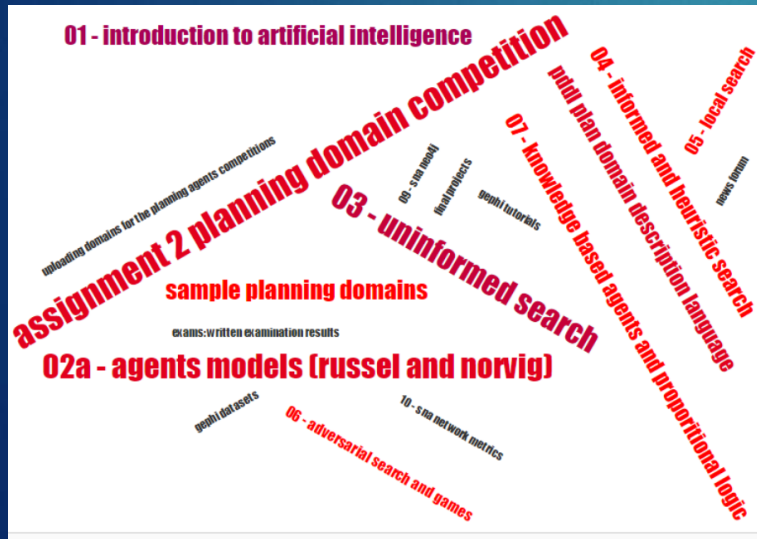 01 - introduction to artificial intelligence
assignment 2 planning domain competition
04 - informed and heuristic search
05 - local search
pddl plan domain description language
07 - knowledge based agents and proporitional logic
news forum
uploading domains for the planning agents competitions
09 - sna neo4j
final projects
gephi tutorials
03 - uninformed search
sample planning domains
exams: written examination results
02a - agents models (russel and norvig)
gephi datasets
10 - sna network metrics
06 - adversarial search and games